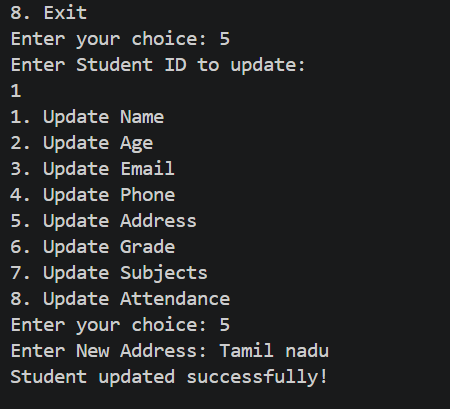 8. Exit
Enter your choice: 5
Enter Student ID to update:
1
1. Update Name
2. Update Age
3. Update Email
4. Update Phone
5. Update Address
6. Update Grade
7. Update Subjects
8. Update Attendance
Enter your choice: 5
Enter New Address: Tamil nadu
Student updated successfully!